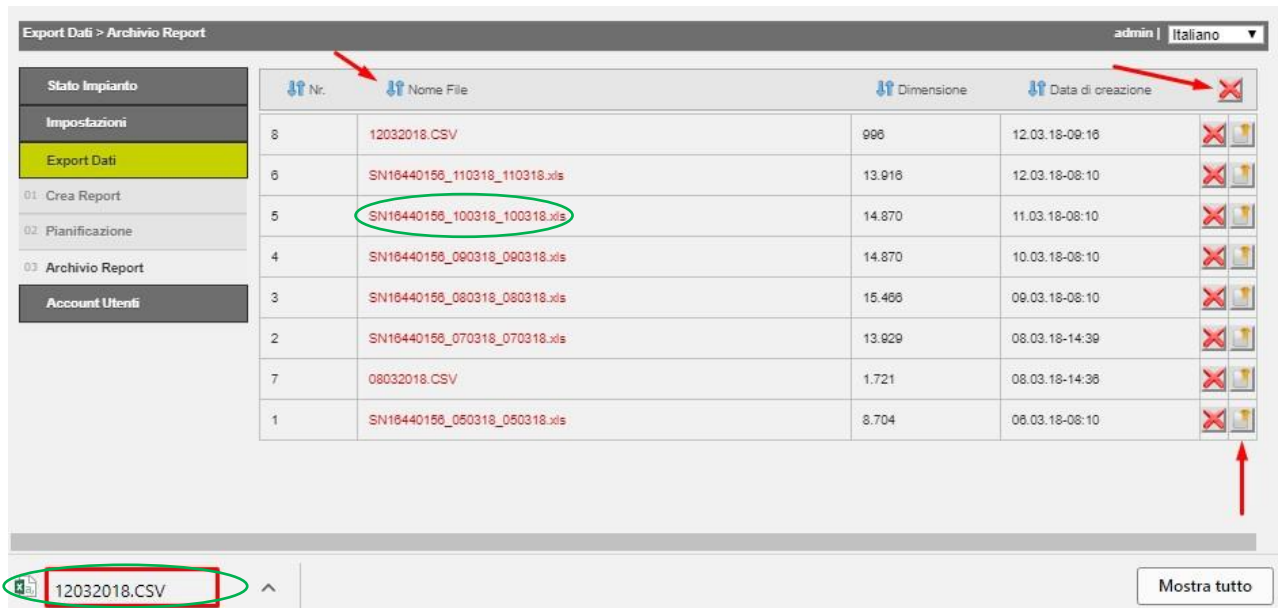 Export Dati > Archivio Report
admin | Italiano
Stato Impianto
Impostazioni
Export Dati
01 Crea Report
02 Pianificazione
03 Archivio Report
Account Utenti
Nr. Nome File Dimensione Data di creazione
8 12032018.CSV 996 12.03.18-09:16
6 SN16440156_110318_110318.xls 13.916 12.03.18-08:10
5 SN16440156_100318_100318.xls 14.870 11.03.18-08:10
4 SN16440156_090318_090318.xls 14.870 10.03.18-08:10
3 SN16440156_080318_080318.xls 15.466 09.03.18-08:10
2 SN16440156_070318_070318.xls 13.929 08.03.18-14:39
7 08032018.CSV 1.721 08.03.18-14:36
1 SN16440156_050318_050318.xls 8.704 06.03.18-08:10
12032018.CSV
Mostra tutto